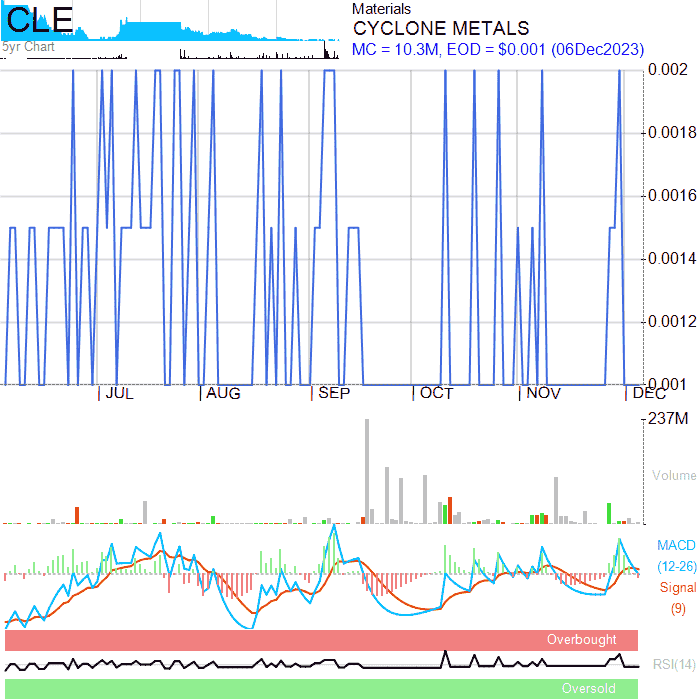 CLE
5yr Chart
Materials
CYCLONE METALS
MC = 10.3M, EOD = $0.001 (06Dec2023)
0.002
0.0018
0.0016
0.0014
0.0012
0.001
JUL AUG SEP OCT NOV DEC
237M
Volume
MACD
(12-26)
Signal
(9)
Overbought
RSI(14)
Oversold